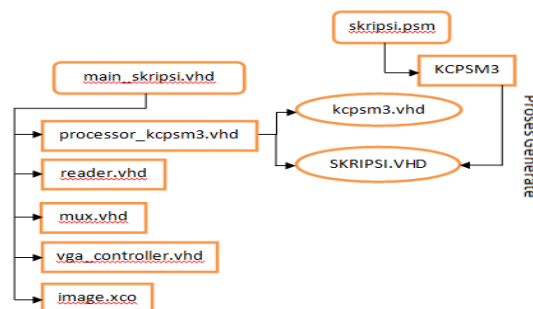 skripsi.psm
KCPSM3
main_skripsi.vhd
kcpsm3.vhd
processor_kcpsm3.vhd
SKRIPSI.VHD
Proses Generate
reader.vhd
mux.vhd
vga_controller.vhd
image.xco